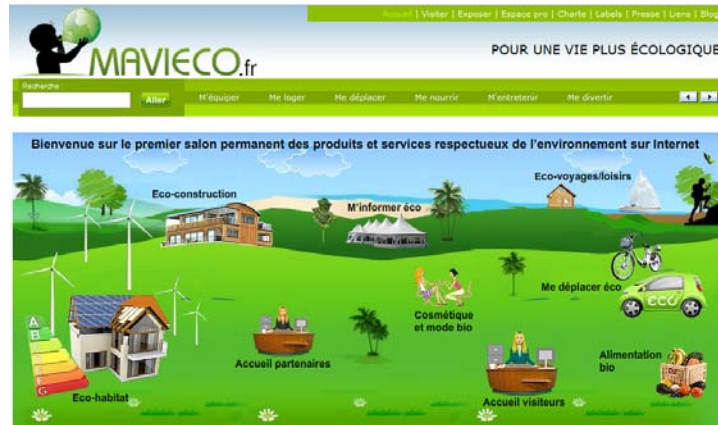 Accueil | Visiter | Exposer | Espace pro | Charte | Labels | Presse | Liens | Blog
MAVIECO.fr
POUR UNE VIE PLUS ÉCOLOGIQUE
Recherche :
Aller
M'équiper
Me loger
Me déplacer
Me nourrir
M'entretenir
Me divertir
Bienvenue sur le premier salon permanent des produits et services respectueux de l'environnement sur Internet
Eco-construction
M'informer éco
Eco-voyages/loisirs
Me déplacer éco
ECO
Cosmétique
et mode bio
Accueil partenaires
Alimentation
bio
A
B
E
F
G
Eco-habitat
Accueil visiteurs